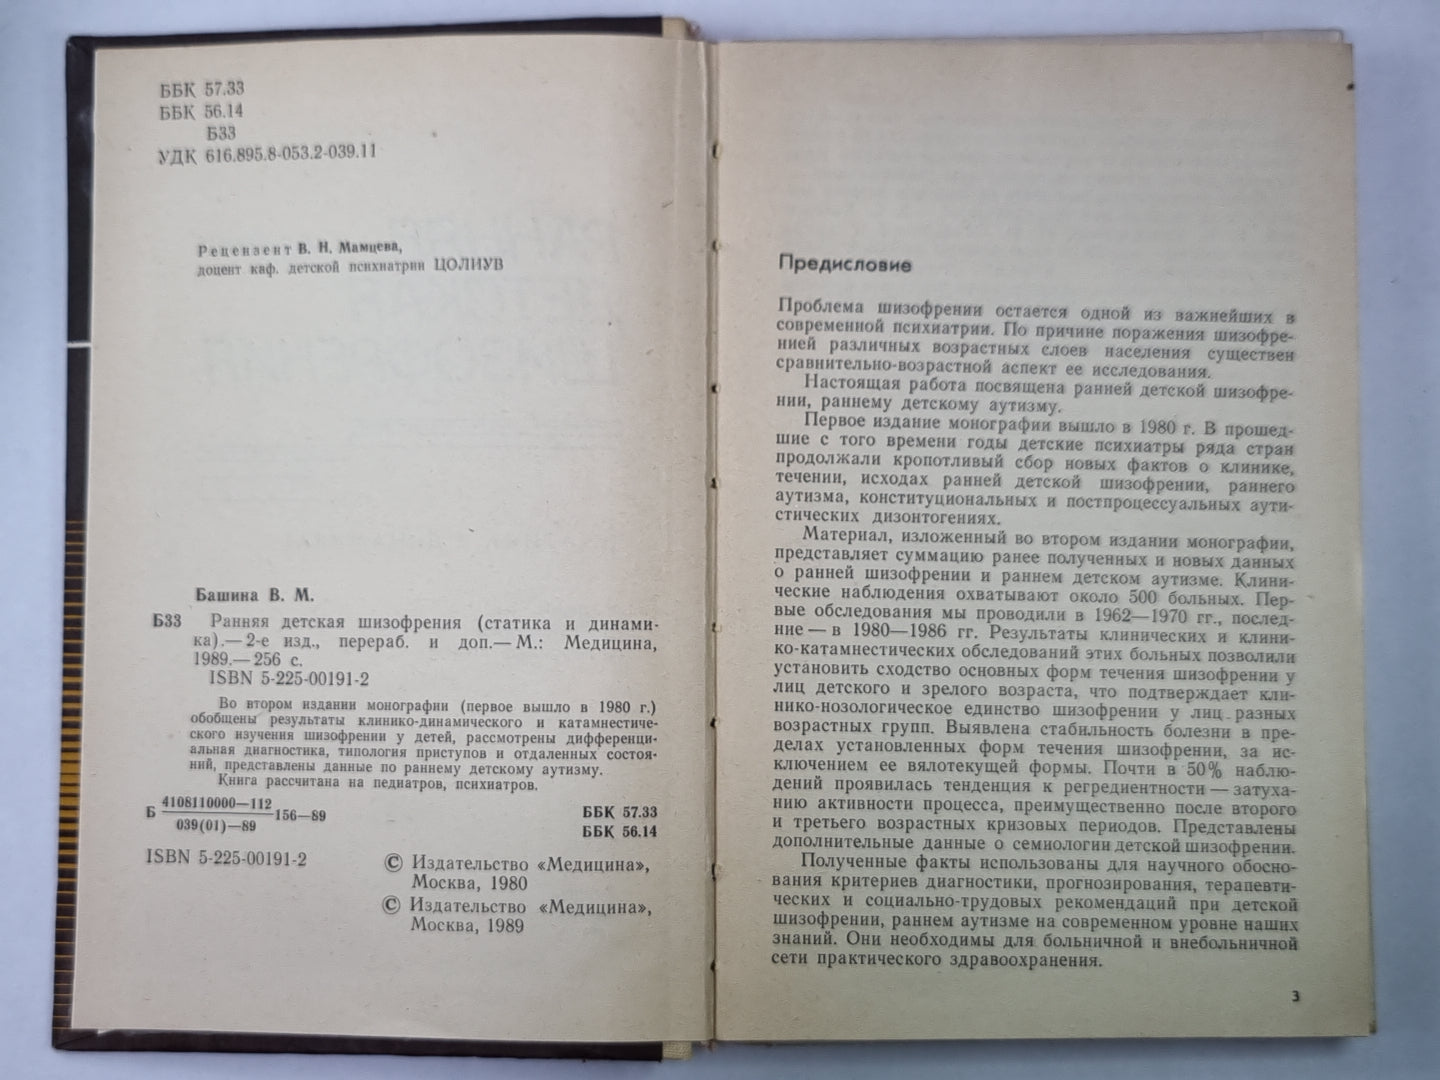 ББК 57.33
ББК 56.14
Б33
УДК 616.895.8-053.2-039.11
Рецензент В. Н. Мамцева,
доцент каф. детской психиатрии ЦОЛИУВ
Башина В. М.
Б33 Ранняя детская шизофрения (статика и динами-
ка).— 2-е изд., перераб. и доп.— М.: Медицина,
1989.— 256 с.
ISBN 5-225-00191-2
Во втором издании монографии (первое вышло в 1980 г.)
обобщены результаты клинико-динамического и катамнестиче-
ского изучения шизофрении у детей, рассмотрены дифференци-
альная диагностика, типология приступов и отдаленных состоя-
ний, представлены данные по раннему детскому аутизму.
Книга рассчитана на педиатров, психиатров.
Б 4108110000—112
039(01)—89
156—89
ББК 57.33
ББК 56.14
ISBN 5-225-00191-2
© Издательство «Медицина»,
Москва, 1980
© Издательство «Медицина»,
Москва, 1989
Предисловие
Проблема шизофрении остается одной из важнейших в
современной психиатрии. По причине поражения шизофре-
нией различных возрастных слоев населения существен
сравнительно-возрастной аспект ее исследования.
Настоящая работа посвящена ранней детской шизофре-
нии, раннему детскому аутизму.
Первое издание монографии вышло в 1980 г. В прошед-
шие с того времени годы детские психиатры ряда стран
продолжали кропотливый сбор новых фактов о клинике,
течении, исходах ранней детской шизофрении, раннего
аутизма, конституциональных и постпроцессуальных аути-
стических дизонтогениях.
Материал, изложенный во втором издании монографии,
представляет суммацию ранее полученных и новых данных
о ранней шизофрении и раннем детском аутизме. Клини-
ческие наблюдения охватывают около 500 больных. Пер-
вые обследования мы проводили в 1962—1970 гг., послед-
ние — в 1980—1986 гг. Результаты клинических и клини-
ко-катамнестических обследований этих больных позволили
установить сходство основных форм течения шизофрении у
лиц детского и зрелого возраста, что подтверждает кли-
нико-нозологическое единство шизофрении у лиц разных
возрастных групп. Выявлена стабильность болезни в пре-
делах установленных форм течения шизофрении, за ис-
ключением ее вялотекущей формы. Почти в 50% наблю-
дений проявилась тенденция к регредиентности — затуха-
нию активности процесса, преимущественно после второго
и третьего возрастных кризовых периодов. Представлены
дополнительные данные о семиологии детской шизофрении.
Полученные факты использованы для научного обосно-
вания критериев диагностики, прогнозирования, терапевти-
ческих и социально-трудовых рекомендаций при детской
шизофрении, раннем аутизме на современном уровне наших
знаний. Они необходимы для больничной и внебольничной
сети практического здравоохранения.
3